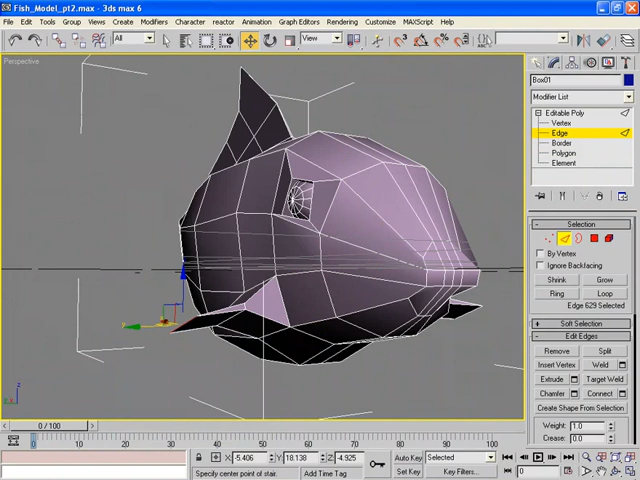 Fish_Model_pt2.max - 3ds max 6
File Edit Tools Group Views Create Modifiers Character reactor Animation Graph Editors Rendering Customize MAXScript Help
All View
Perspective
Box01
Modifier List
Editable Poly
Vertex
Edge
Border
Polygon
Element
Selection
By Vertex
Ignore Backfacing
Shrink Grow
Ring Loop
Edge 629 Selected
Soft Selection
Edit Edges
Remove Split
Insert Vertex Weld
Extrude Target Weld
Chamfer Connect
Create Shape From Selection
Weight: 1.0
Crease: 0.0
z
0 / 100
0 10 20 30 40 50 60 70 80 90 100
X: -5.406 Y: 18.138 Z: -4.925 Auto Key Selected
Specify center point of stair. Add Time Tag Set Key Key Filters... 0